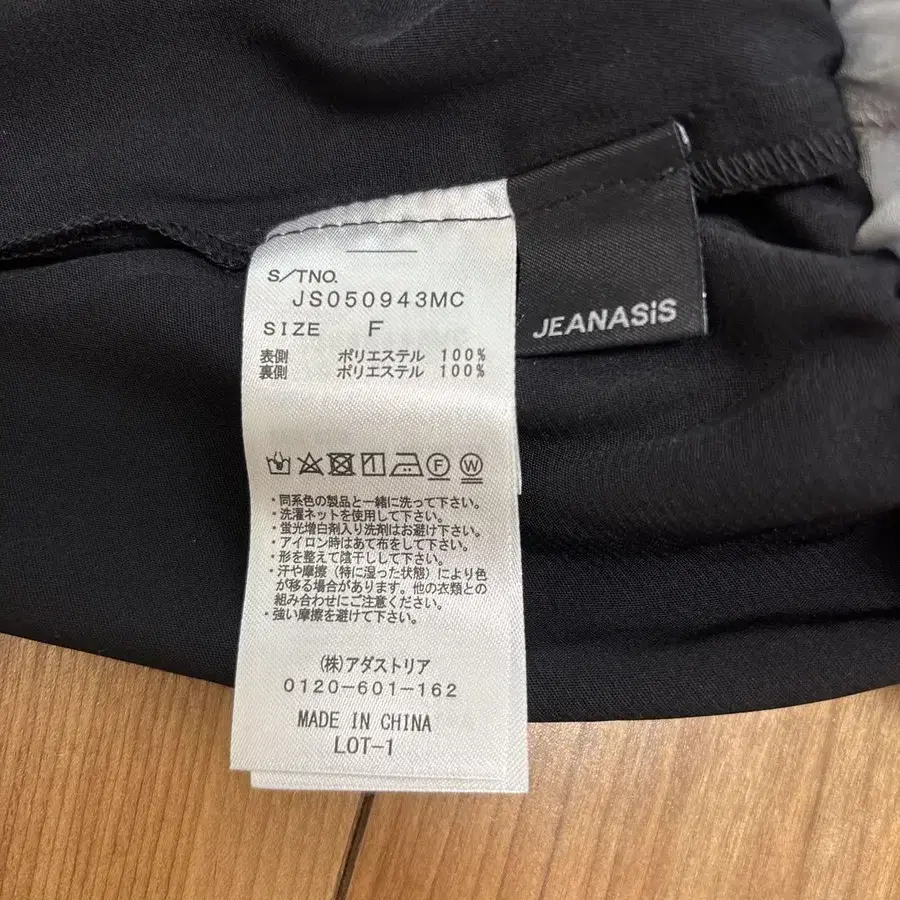 S/TNO.
JS050943MC
SIZE F
表側 ポリエステル 100%
裏側 ポリエステル 100%
F W
・同系色の製品と一緒に洗って下さい。
・洗濯ネットを使用して下さい。
・蛍光増白剤入り洗剤はお避け下さい。
・アイロン時はあて布をして下さい。
・形を整えて陰干しして下さい。
・汗や摩擦（特に湿った状態）により色
が移る場合があります。他の衣類との
組み合わせにご注意ください。
・強い摩擦を避けて下さい。
(株)アダストリア
0120-601-162
MADE IN CHINA
LOT-1
JEANASiS